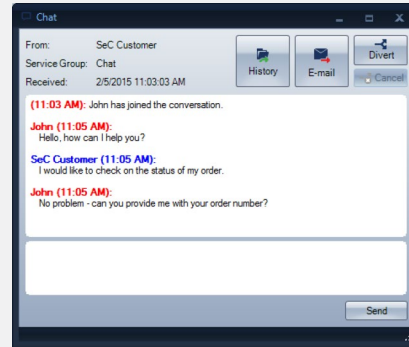 Chat
From: SeC Customer
Service Group: Chat
Received: 2/5/2015 11:03:03 AM
History
E-mail
Divert
Cancel
(11:03 AM): John has joined the conversation.
John (11:05 AM):
Hello, how can I help you?
SeC Customer (11:05 AM):
I would like to check on the status of my order.
John (11:05 AM):
No problem - can you provide me with your order number?
Send